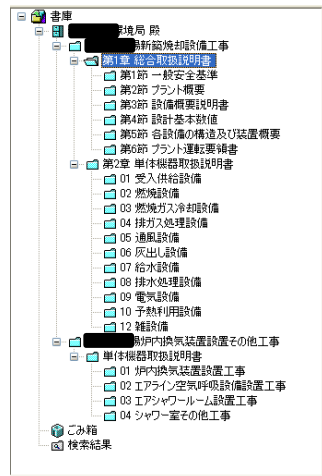 書庫
環境局 殿
場新築焼却設備工事
第1章 総合取扱説明書
第1節 一般安全基準
第2節 プラント概要
第3節 設備概要説明書
第4節 設計基本数値
第5節 各設備の構造及び装置概要
第6節 プラント運転要領書
第2章 単体機器取扱説明書
01 受入供給設備
02 燃焼設備
03 燃焼ガス冷却設備
04 排ガス処理設備
05 通風設備
06 灰出し設備
07 給水設備
08 排水処理設備
09 電気設備
10 予熱利用設備
12 雑設備
場炉内換気装置設置その他工事
単体機器取扱説明書
01 炉内換気装置設置工事
02 エアライン空気呼吸設備設置工事
03 エアシャワールーム設置工事
04 シャワー室その他工事
ごみ箱
検索結果